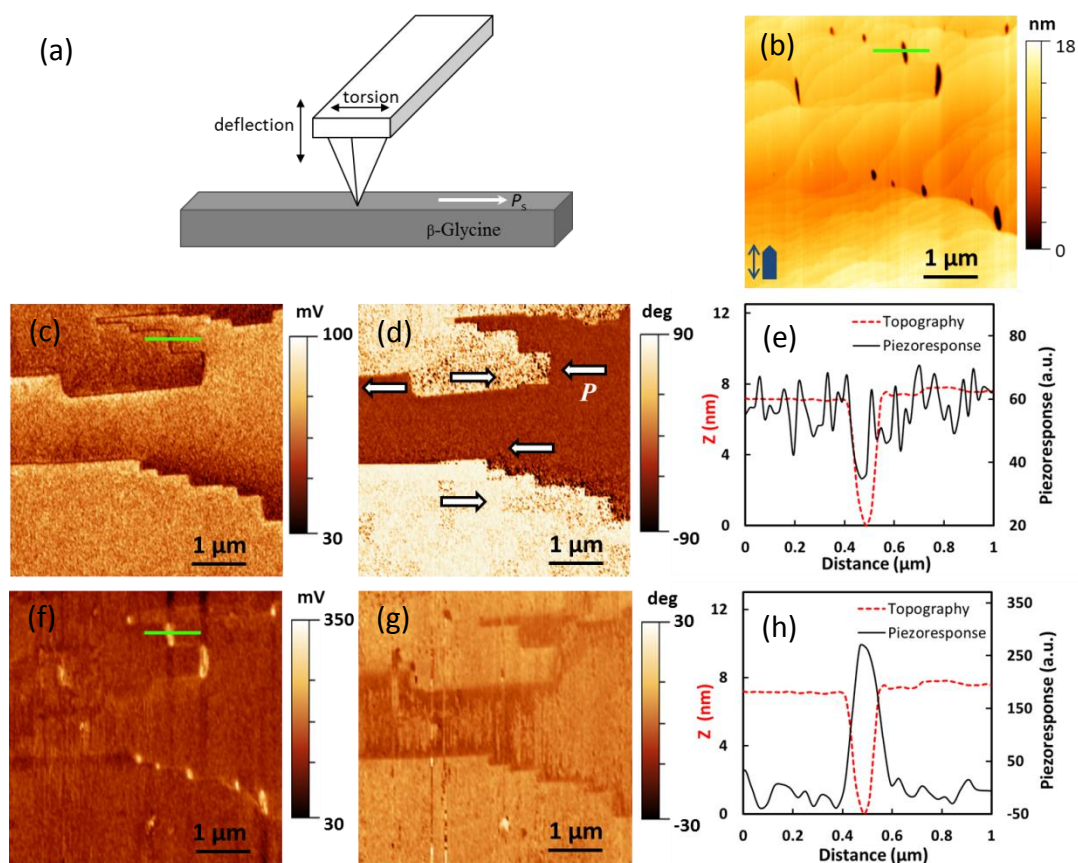 (a)
torsion
deflection
Ps
β-Glycine
(b)
nm
18
0
1 μm
(c)
mV
100
30
1 μm
(d)
deg
90
-90
P
1 μm
(e)
Topography
Piezoresponse
12
8
4
0
Z (nm)
80
70
60
50
40
30
20
Piezoresponse (a.u.)
0 0.2 0.4 0.6 0.8 1
Distance (μm)
(f)
mV
350
30
1 μm
(g)
deg
30
-30
1 μm
(h)
Topography
Piezoresponse
12
8
4
0
Z (nm)
350
250
150
50
-50
Piezoresponse (a.u.)
0 0.2 0.4 0.6 0.8 1
Distance (μm)